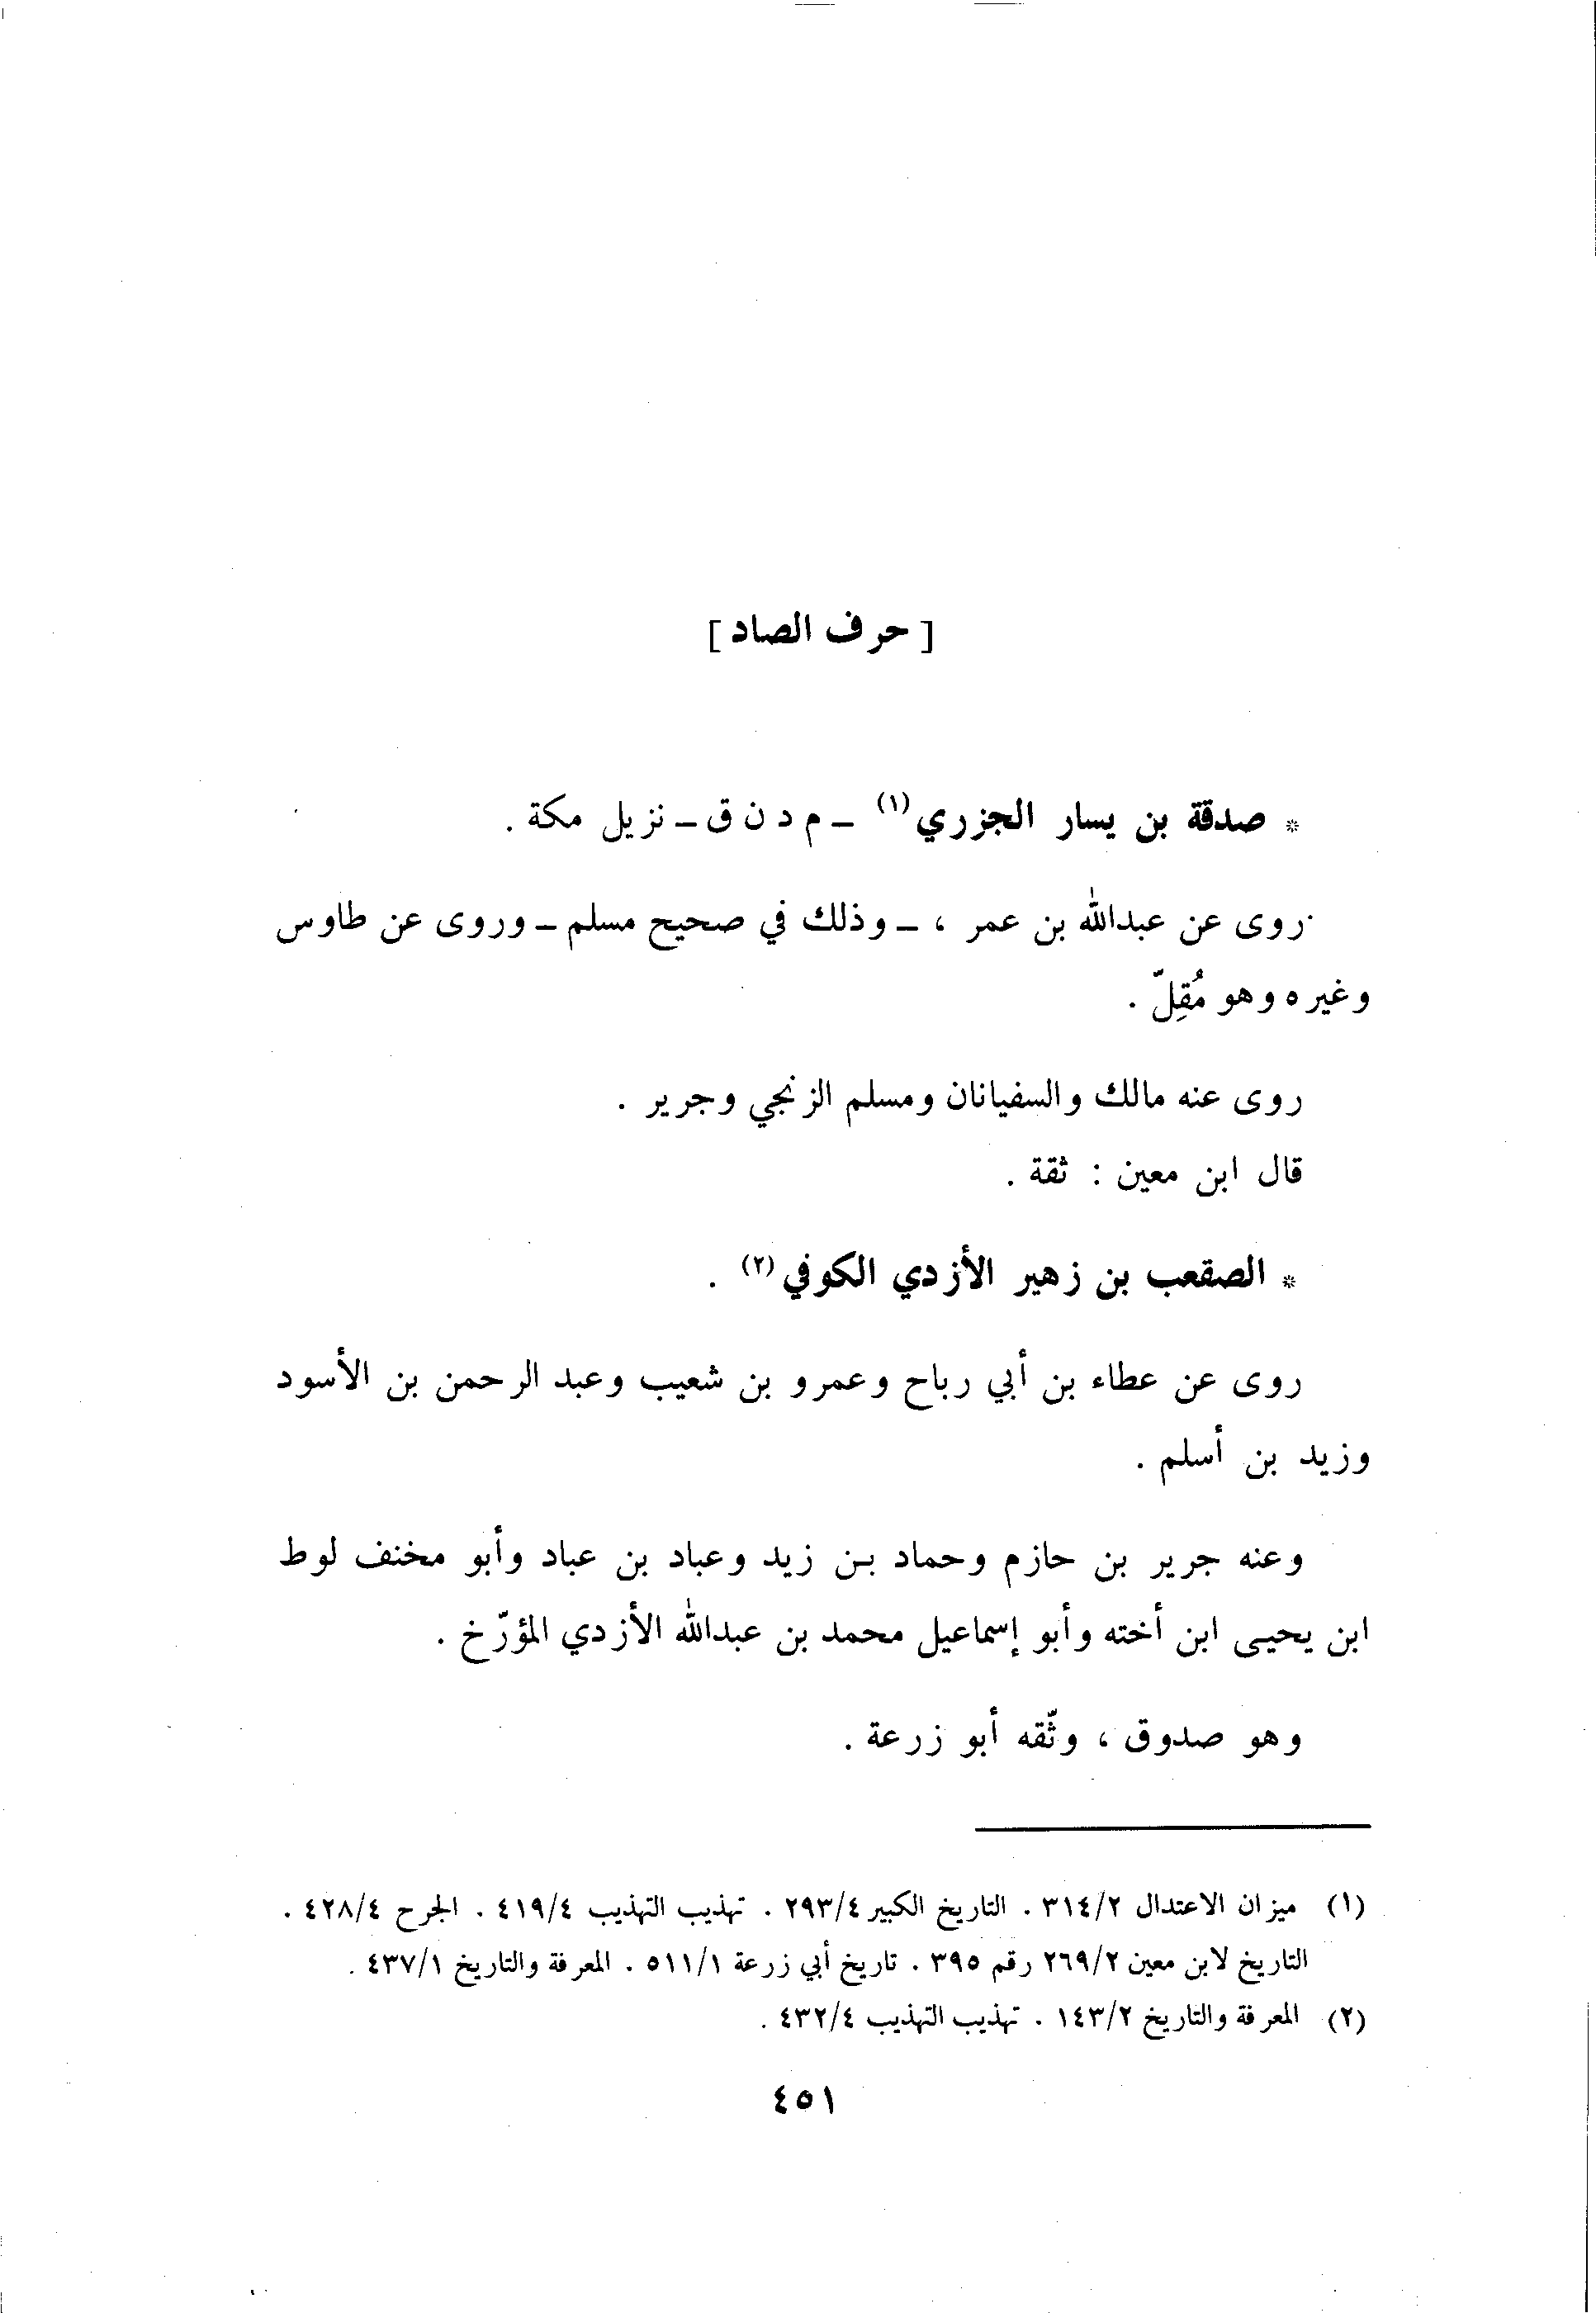 [ حرف الصاد ]
* صدقة بن يسار الجزري(١) - م د ن ق - نزيل مكة .
روى عن عبدالله بن عمر ، - وذلك في صحيح مسلم - وروى عن طاوس
وغيره وهو مُقِلّ .
روى عنه مالك والسفيانان ومسلم الزنجي وجرير .
قال ابن معين : ثقة .
* الصقعب بن زهير الأزدي الكوفي(٢) .
روى عن عطاء بن أبي رباح وعمرو بن شعيب وعبد الرحمن بن الأسود
وزيد بن أسلم .
وعنه جرير بن حازم وحماد بن زيد وعباد بن عباد وأبو مخنف لوط
ابن يحيى ابن أخته وأبو إسماعيل محمد بن عبدالله الأزدي المؤرّخ .
وهو صدوق ، وثّقه أبو زرعة .
(١) ميزان الاعتدال ٣١٤/٢ . التاريخ الكبير ٢٩٣/٤ . تهذيب التهذيب ٤١٩/٤ . الجرح ٤٢٨/٤ .
التاريخ لابن معين ٢٦٩/٢ رقم ٣٩٥ . تاريخ أبي زرعة ٥١١/١ . المعرفة والتاريخ ٤٣٧/١ .
(٢) المعرفة والتاريخ ١٤٣/٢ . تهذيب التهذيب ٤٣٢/٤ .
٤٥١